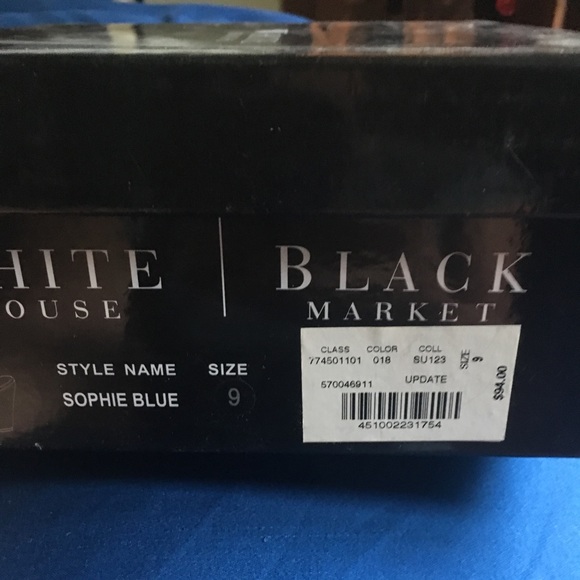 HITE | BLACK
OUSE MARKET
CLASS COLOR COLL
774501101 018 SU123
SIZE 9
570046911 UPDATE
$94.00
451002231754
STYLE NAME SIZE
SOPHIE BLUE 9